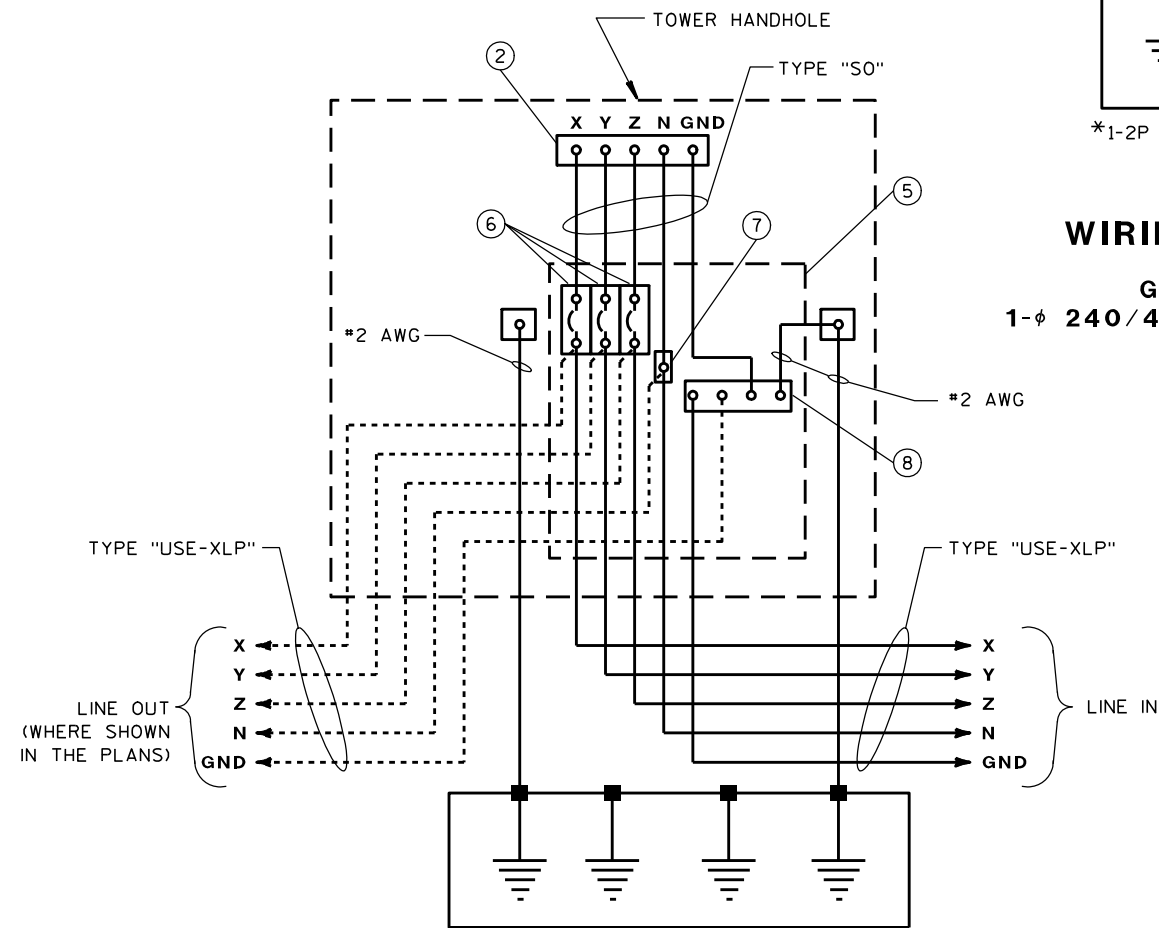 TOWER HANDHOLE
2
TYPE "SO"
X Y Z N GND
*1-2P
5
6
7
WIRI
G
1-ϕ 240/4
#2 AWG
#2 AWG
8
TYPE "USE-XLP"
TYPE "USE-XLP"
X
Y
Z
N
GND
LINE OUT
(WHERE SHOWN
IN THE PLANS)
X
Y
Z
N
GND
LINE IN